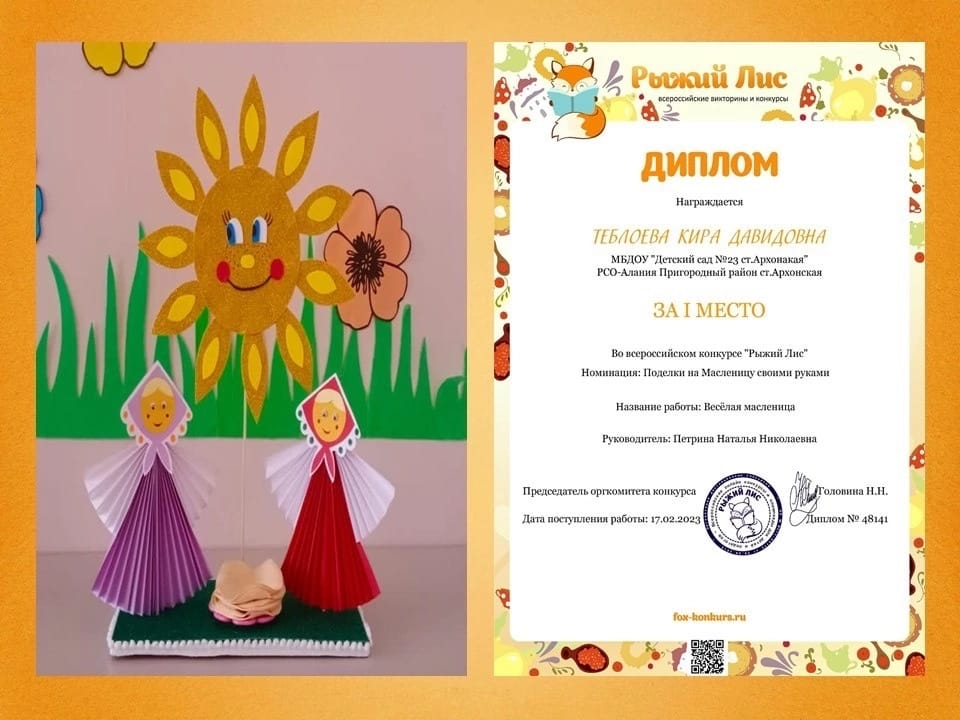 Рыжий Лис
всероссийские викторины и конкурсы
ДИПЛОМ
Награждается
ТЕБЛОЕВА КИРА ДАВИДОВНА
МБДОУ "Детский сад №23 ст.Архонакая"
РСО-Алания Пригородный район ст.Архонская
ЗА I МЕСТО
Во всероссийском конкурсе "Рыжий Лис"
Номинация: Поделки на Масленицу своими руками
Название работы: Весёлая масленица
Руководитель: Петрина Наталья Николаевна
Председатель оргкомитета конкурса
Головина Н.Н.
Дата поступления работы: 17.02.2023
Диплом № 48141
РЫЖИЙ ЛИС
fox-konkurs.ru